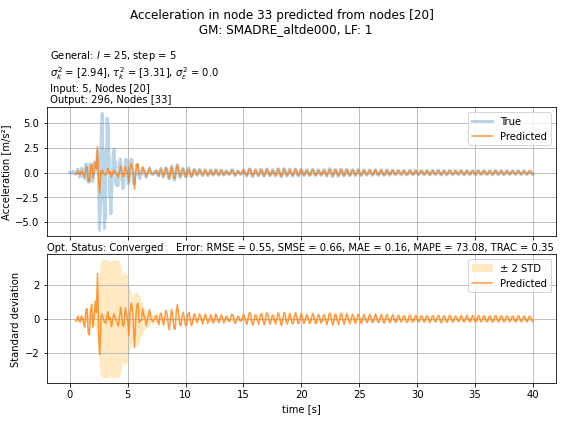 Acceleration in node 33 predicted from nodes [20]
GM: SMADRE_altde000, LF: 1
General: l = 25, step = 5
σ²ₖ = [2.94], τ²ₖ = [3.31], σ²ε = 0.0
Input: 5, Nodes [20]
Output: 296, Nodes [33]
Acceleration [m/s²]
5.0
2.5
0.0
−2.5
−5.0
True
Predicted
Opt. Status: Converged Error: RMSE = 0.55, SMSE = 0.66, MAE = 0.16, MAPE = 73.08, TRAC = 0.35
Standard deviation
2
0
−2
± 2 STD
Predicted
0 5 10 15 20 25 30 35 40
time [s]